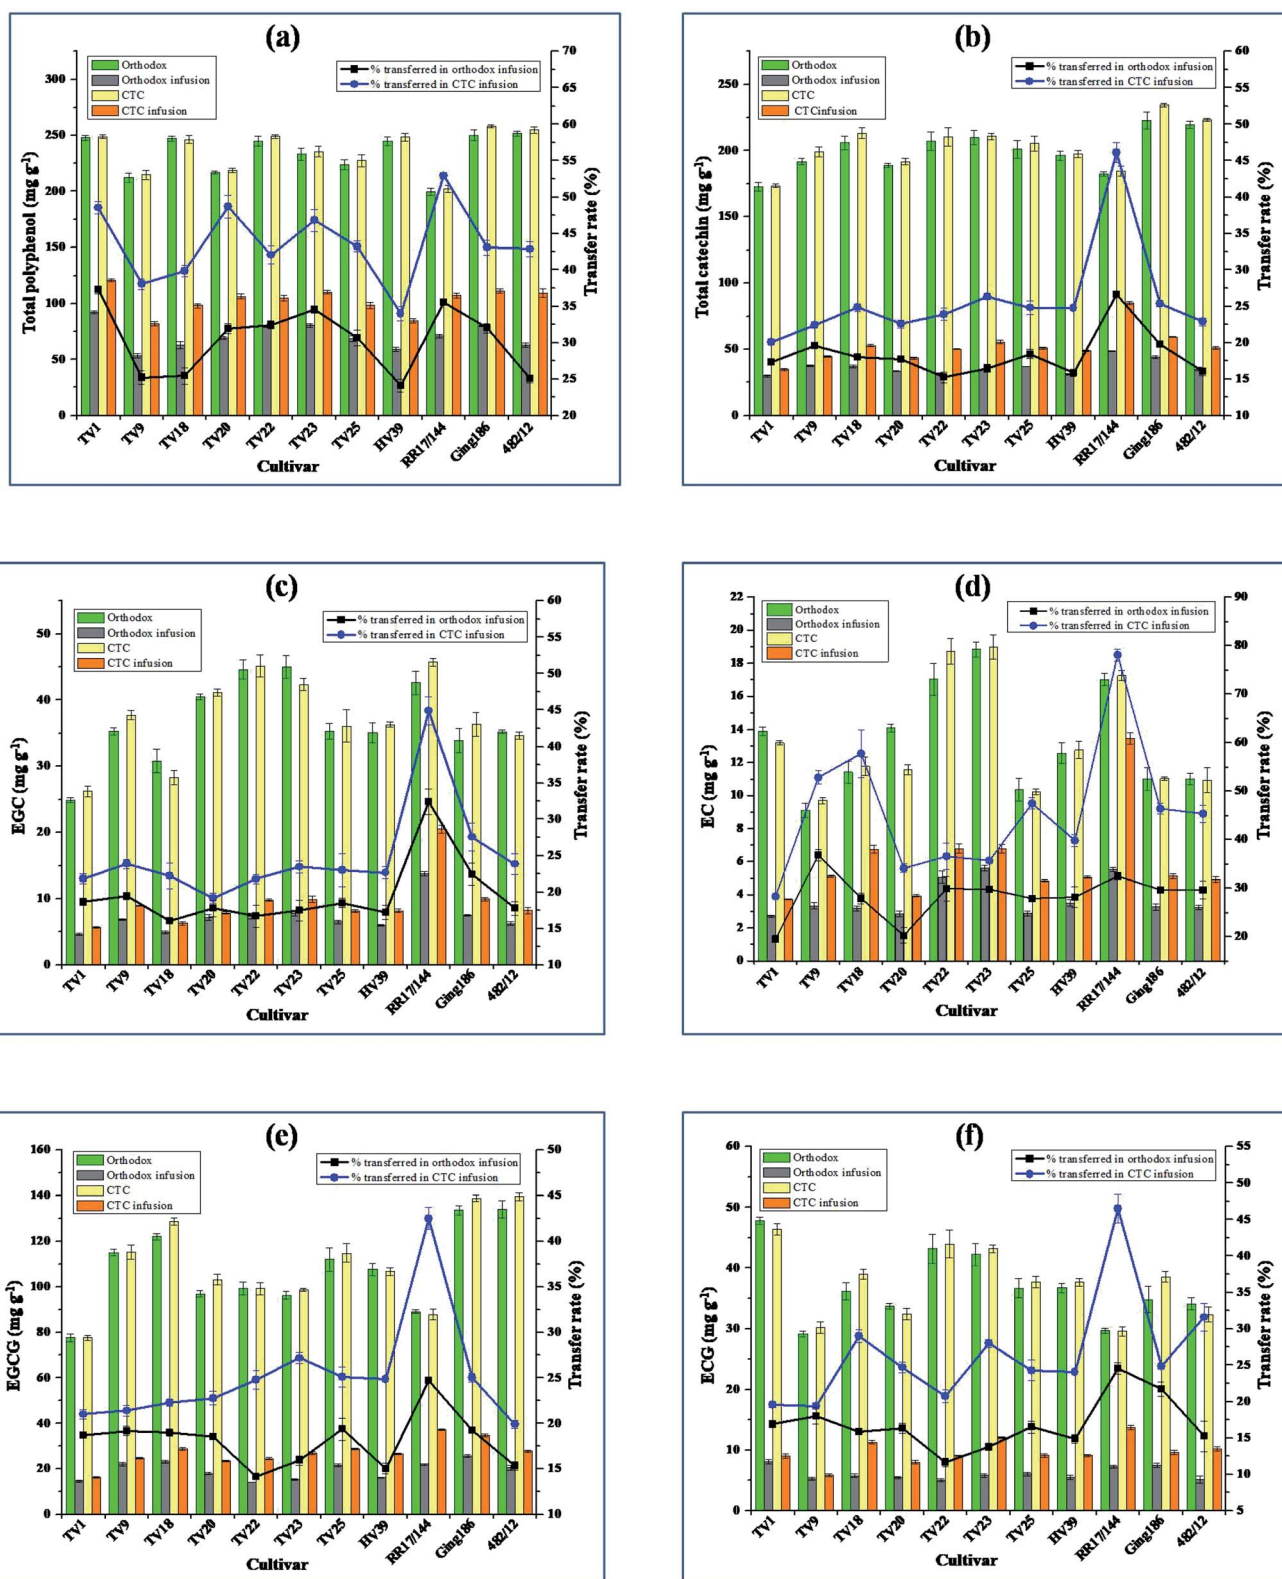 (a)
Orthodox
Orthodox infusion
CTC
CTC infusion
% transferred in orthodox infusion
% transferred in CTC infusion
Total polyphenol (mg g⁻¹)
300
250
200
150
100
50
0
70
65
60
55
50
45
40
35
30
25
20
Transfer rate (%)
TV1 TV9 TV18 TV20 TV22 TV23 TV25 HV39 RR17/144 Ging186 482/12
Cultivar
(b)
Orthodox
Orthodox infusion
CTC
CTCinfusion
% transferred in orthodox infusion
% transferred in CTC infusion
Total catechin (mg g⁻¹)
250
200
150
100
50
0
60
55
50
45
40
35
30
25
20
15
10
Transfer rate (%)
TV1 TV9 TV18 TV20 TV22 TV23 TV25 HV39 RR17/144 Ging186 482/12
Cultivar
(c)
Orthodox
Orthodox infusion
CTC
CTC infusion
% transferred in orthodox infusion
% transferred in CTC infusion
EGC (mg g⁻¹)
50
40
30
20
10
0
60
55
50
45
40
35
30
25
20
15
10
Transfer rate (%)
TV1 TV9 TV18 TV20 TV22 TV23 TV25 HV39 RR17/144 Ging186 482/12
Cultivar
(d)
Orthodox
Orthodox infusion
CTC
CTC infusion
% transferred in orthodox infusion
% transferred in CTC infusion
EC (mg g⁻¹)
22
20
18
16
14
12
10
8
6
4
2
0
90
80
70
60
50
40
30
20
Transfer rate (%)
TV1 TV9 TV18 TV20 TV22 TV23 TV25 HV39 RR17/144 Ging186 482/12
Cultivar
(e)
Orthodox
Orthodox infusion
CTC
CTC infusion
% transferred in orthodox infusion
% transferred in CTC infusion
EGCG (mg g⁻¹)
160
140
120
100
80
60
40
20
0
50
45
40
35
30
25
20
15
10
Transfer rate (%)
TV1 TV9 TV18 TV20 TV22 TV23 TV25 HV39 RR17/144 Ging186 482/12
Cultivar
(f)
Orthodox
Orthodox infusion
CTC
CTC infusion
% transferred in orthodox infusion
% transferred in CTC infusion
ECG (mg g⁻¹)
60
50
40
30
20
10
0
55
50
45
40
35
30
25
20
15
10
5
Transfer rate (%)
TV1 TV9 TV18 TV20 TV22 TV23 TV25 HV39 RR17/144 Ging186 482/12
Cultivar